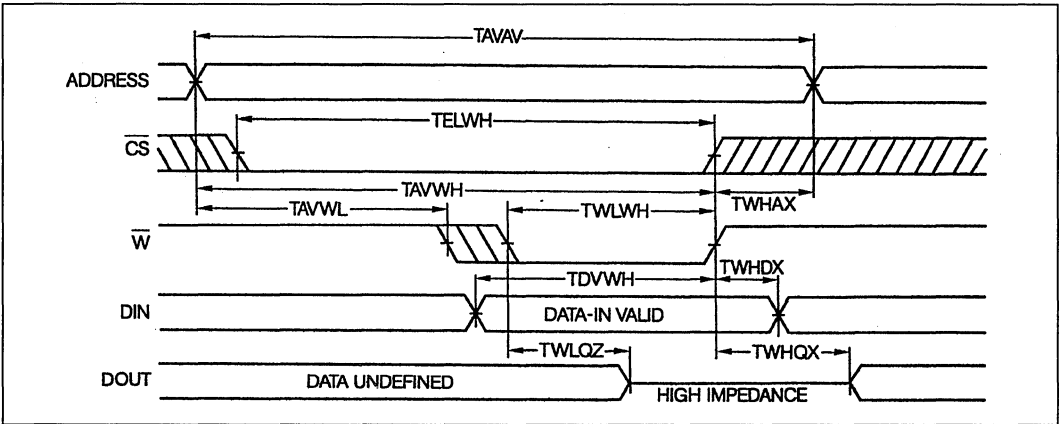 TAVAV
ADDRESS
TELWH
CS
TAVWH
TWHAX
TAVWL
TWLWH
W
TDVWH
TWHDX
DIN
DATA-IN VALID
TWLQZ
TWHQX
DOUT
DATA UNDEFINED
HIGH IMPEDANCE